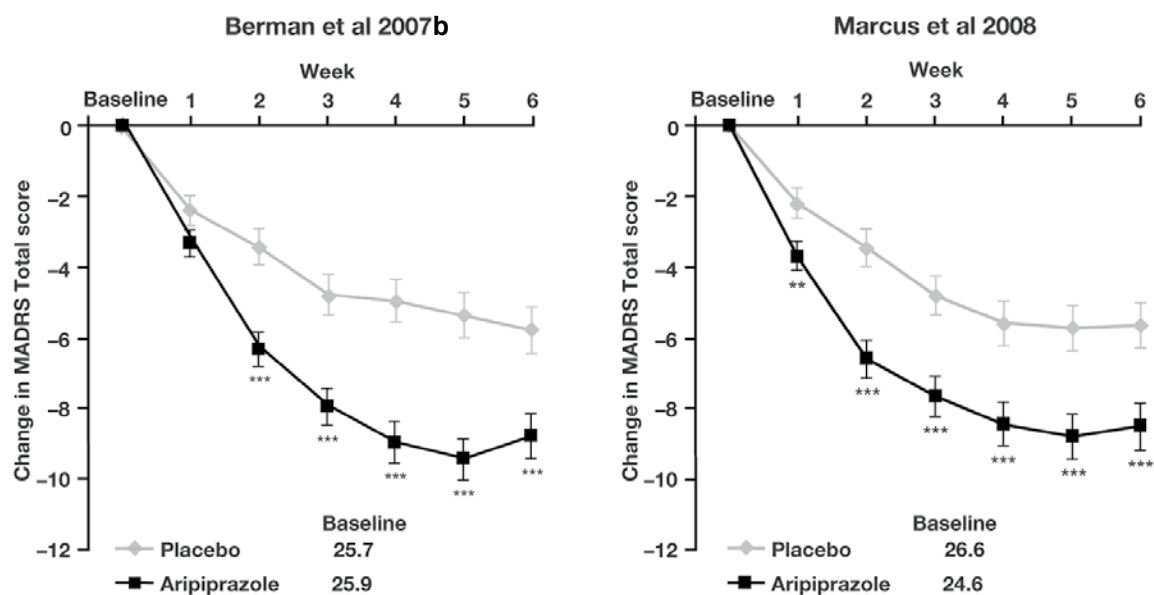 Berman et al 2007b
Week
Baseline 1 2 3 4 5 6
0
−2
−4
−6
−8
−10
−12
Change in MADRS Total score
***
***
***
***
***
Baseline
Placebo 25.7
Aripiprazole 25.9
Marcus et al 2008
Week
Baseline 1 2 3 4 5 6
0
−2
−4
−6
−8
−10
−12
Change in MADRS Total score
**
***
***
***
***
***
Baseline
Placebo 26.6
Aripiprazole 24.6